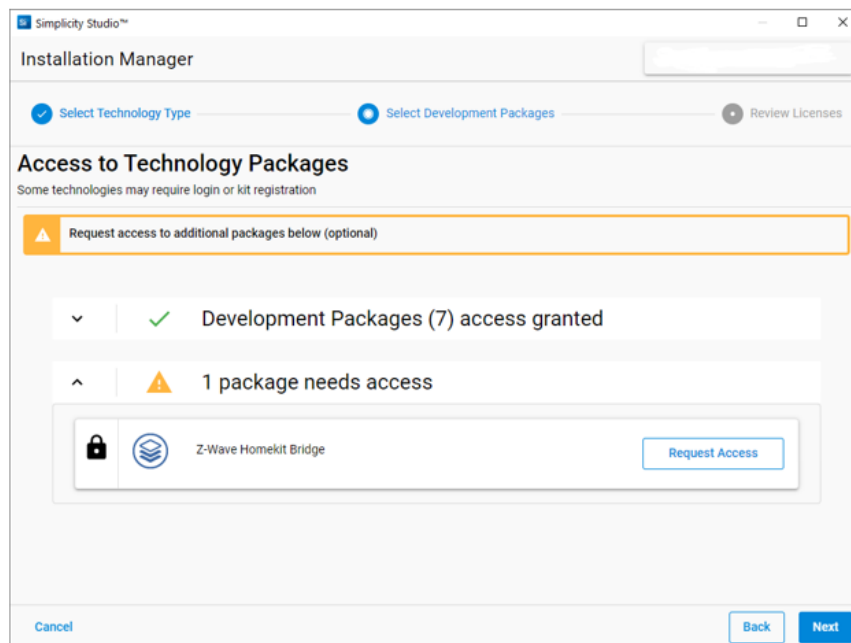 Simplicity Studio™
Installation Manager
Select Technology Type
Select Development Packages
Review Licenses
Access to Technology Packages
Some technologies may require login or kit registration
Request access to additional packages below (optional)
Development Packages (7) access granted
1 package needs access
Z-Wave Homekit Bridge
Request Access
Cancel
Back
Next